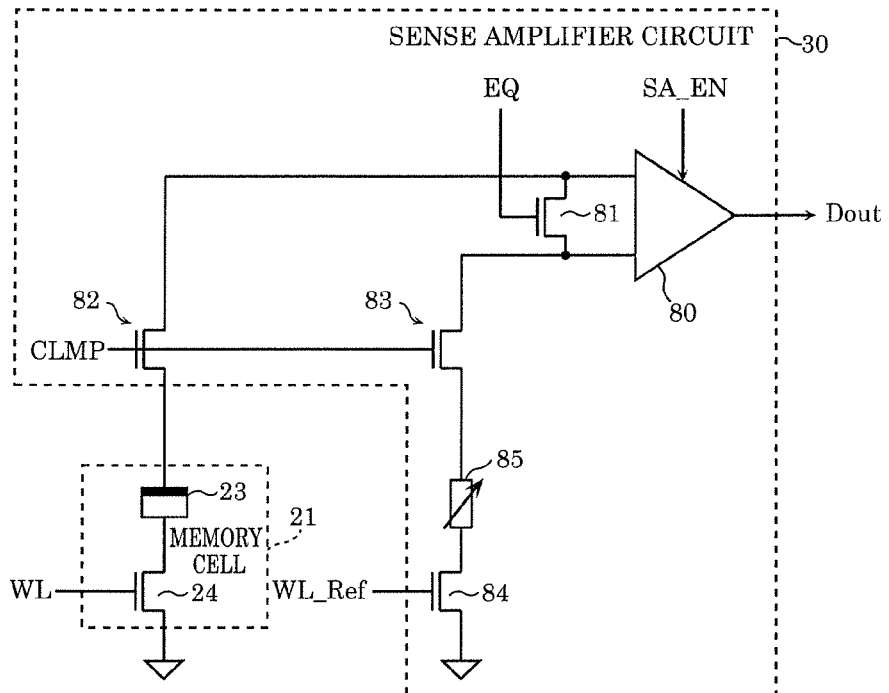 SENSE AMPLIFIER CIRCUIT
30
EQ
SA_EN
81
Dout
82
83
80
CLMP
85
23
21
MEMORY
CELL
WL
24
WL_Ref
84